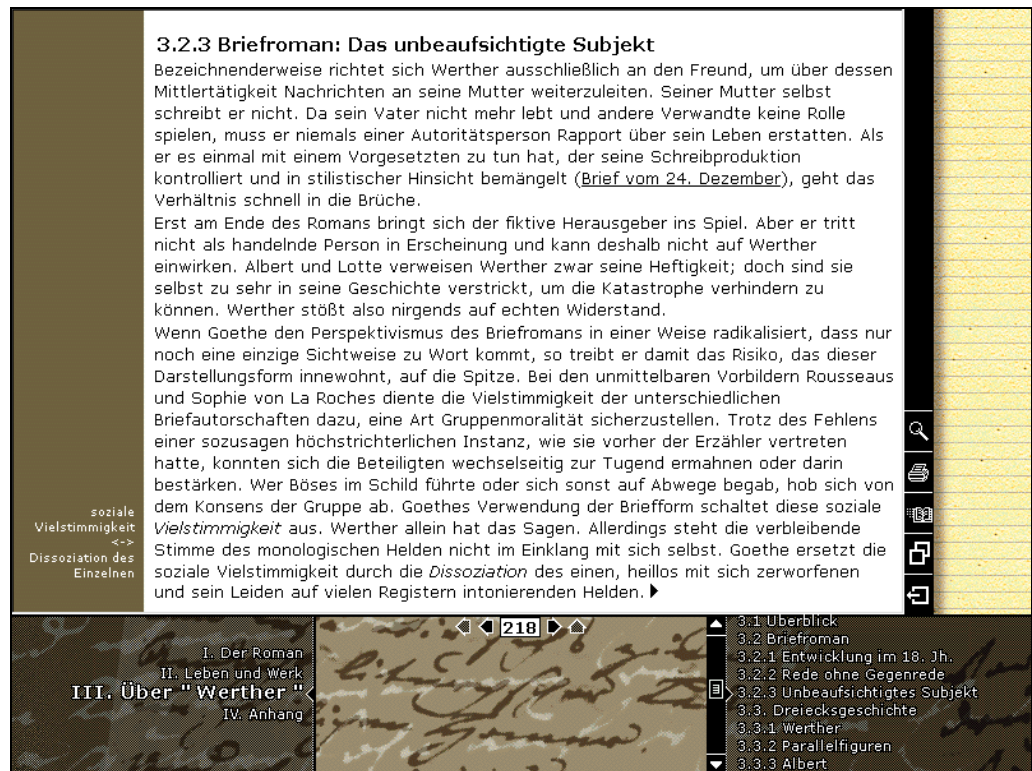 3.2.3 Briefroman: Das unbeaufsichtigte Subjekt
Bezeichnenderweise richtet sich Werther ausschließlich an den Freund, um über dessen
Mittlertätigkeit Nachrichten an seine Mutter weiterzuleiten. Seiner Mutter selbst
schreibt er nicht. Da sein Vater nicht mehr lebt und andere Verwandte keine Rolle
spielen, muss er niemals einer Autoritätsperson Rapport über sein Leben erstatten. Als
er es einmal mit einem Vorgesetzten zu tun hat, der seine Schreibproduktion
kontrolliert und in stilistischer Hinsicht bemängelt (Brief vom 24. Dezember), geht das
Verhältnis schnell in die Brüche.
Erst am Ende des Romans bringt sich der fiktive Herausgeber ins Spiel. Aber er tritt
nicht als handelnde Person in Erscheinung und kann deshalb nicht auf Werther
einwirken. Albert und Lotte verweisen Werther zwar seine Heftigkeit; doch sind sie
selbst zu sehr in seine Geschichte verstrickt, um die Katastrophe verhindern zu
können. Werther stößt also nirgends auf echten Widerstand.
Wenn Goethe den Perspektivismus des Briefromans in einer Weise radikalisiert, dass nur
noch eine einzige Sichtweise zu Wort kommt, so treibt er damit das Risiko, das dieser
Darstellungsform innewohnt, auf die Spitze. Bei den unmittelbaren Vorbildern Rousseaus
und Sophie von La Roches diente die Vielstimmigkeit der unterschiedlichen
Briefautorschaften dazu, eine Art Gruppenmoralität sicherzustellen. Trotz des Fehlens
einer sozusagen höchstrichterlichen Instanz, wie sie vorher der Erzähler vertreten
hatte, konnten sich die Beteiligten wechselseitig zur Tugend ermahnen oder darin
bestärken. Wer Böses im Schild führte oder sich sonst auf Abwege begab, hob sich von
dem Konsens der Gruppe ab. Goethes Verwendung der Briefform schaltet diese soziale
Vielstimmigkeit aus. Werther allein hat das Sagen. Allerdings steht die verbleibende
Stimme des monologischen Helden nicht im Einklang mit sich selbst. Goethe ersetzt die
soziale Vielstimmigkeit durch die Dissoziation des einen, heillos mit sich zerworfenen
und sein Leiden auf vielen Registern intonierenden Helden.
soziale
Vielstimmigkeit
<->
Dissoziation des
Einzelnen
I. Der Roman
II. Leben und Werk
III. Über " Werther "
IV. Anhang
218
3.1 Überblick
3.2 Briefroman
3.2.1 Entwicklung im 18. Jh.
3.2.2 Rede ohne Gegenrede
3.2.3 Unbeaufsichtigtes Subjekt
3.3. Dreiecksgeschichte
3.3.1 Werther
3.3.2 Parallelfiguren
3.3.3 Albert